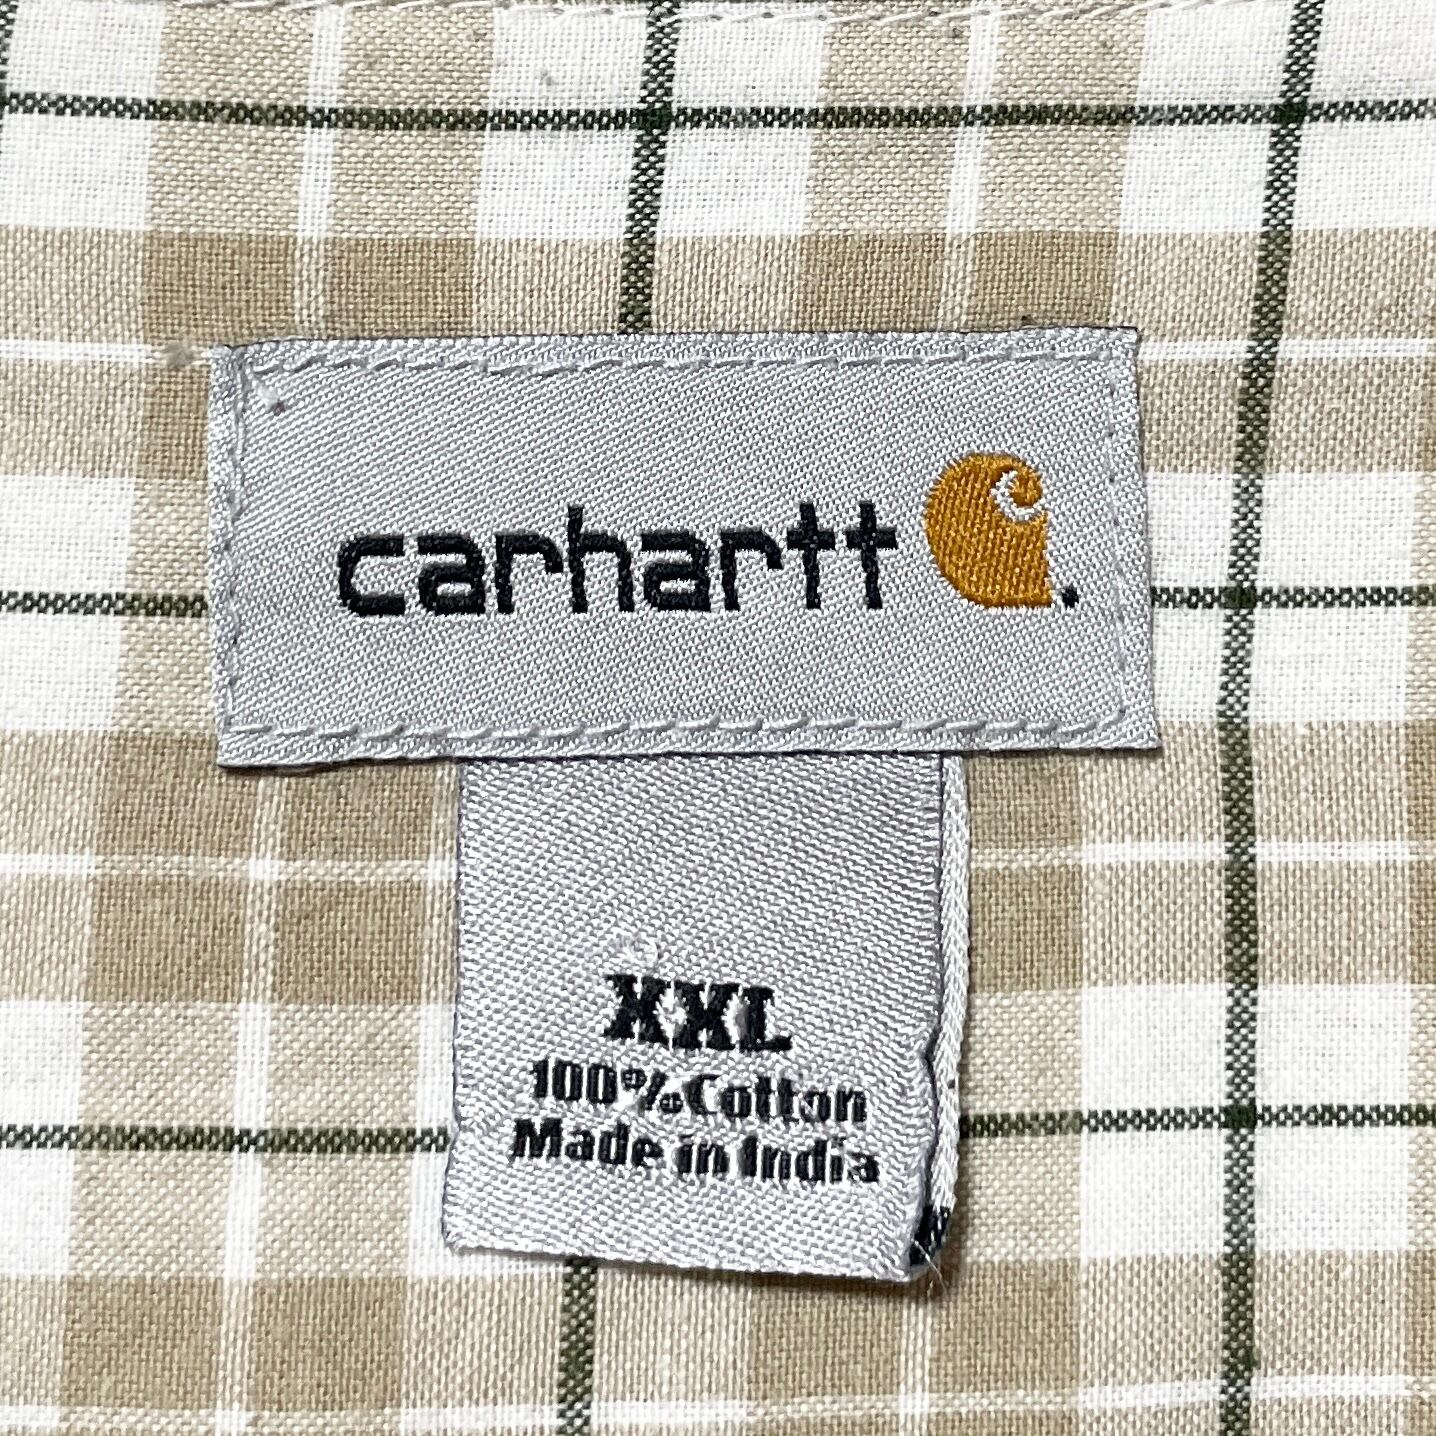 carhartt
XXL
100%Cotton
Made in India